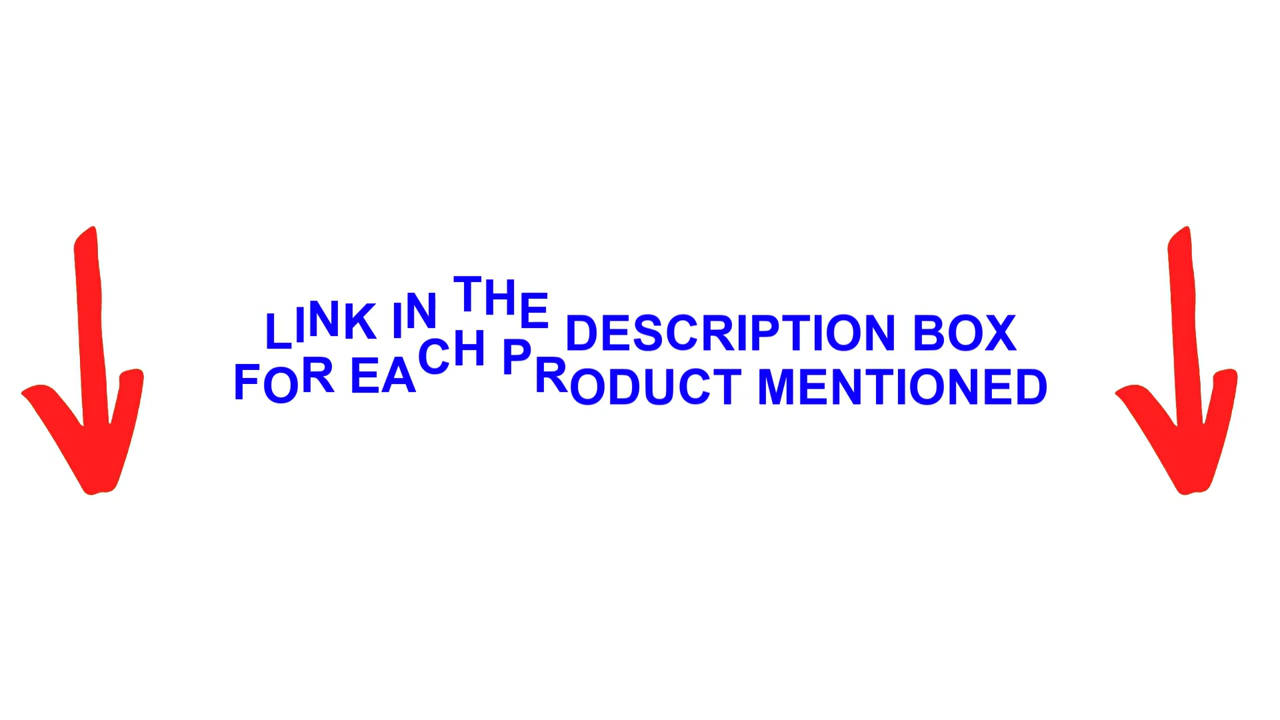 LINK IN THE DESCRIPTION BOX
FOR EACH PRODUCT MENTIONED